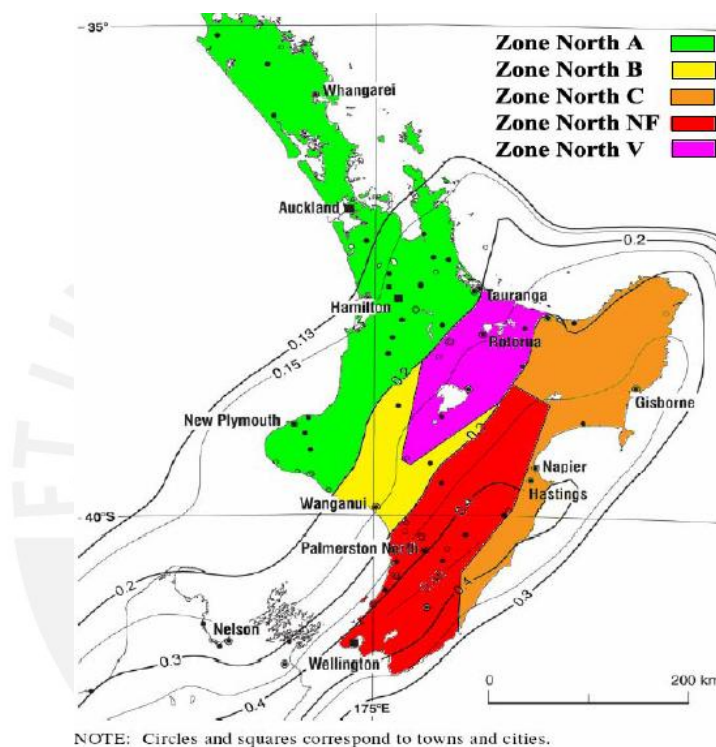 35°
Zone North A
Zone North B
Zone North C
Zone North NF
Zone North V
Whangarei
Auckland
0.2
Hamilton
Tauranga
0.13
0.15
Rotorua
0.2
Gisborne
New Plymouth
0.3
Napier
Hastings
Wanganui
40°S
Palmerston North
0.2
0.4
0.3
Nelson
0.3
Wellington
0.4
175°E
0
200 km
NOTE: Circles and squares correspond to towns and cities.